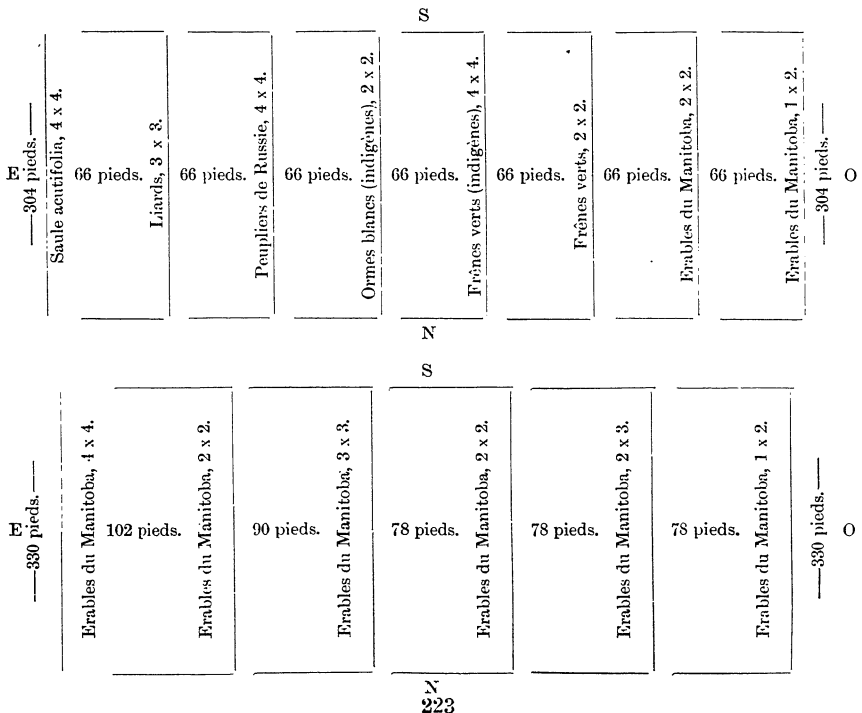 S
E
—304 pieds.—
Saule acutifolia, 4 x 4.
66 pieds.
Liards, 3 x 3.
66 pieds.
Peupliers de Russie, 4 x 4.
66 pieds.
Ormes blancs (indigènes), 2 x 2.
66 pieds.
Frênes verts (indigènes), 4 x 4.
66 pieds.
Frênes verts, 2 x 2.
66 pieds.
Erables du Manitoba, 2 x 2.
66 pieds.
Erables du Manitoba, 1 x 2.
—304 pieds.—
O
N
S
E
—330 pieds.—
Erables du Manitoba, 4 x 4.
102 pieds.
Erables du Manitoba, 2 x 2.
90 pieds.
Erables du Manitoba, 3 x 3.
78 pieds.
Erables du Manitoba, 2 x 2.
78 pieds.
Erables du Manitoba, 2 x 3.
78 pieds.
Erables du Manitoba, 1 x 2.
—330 pieds.—
O
N
223